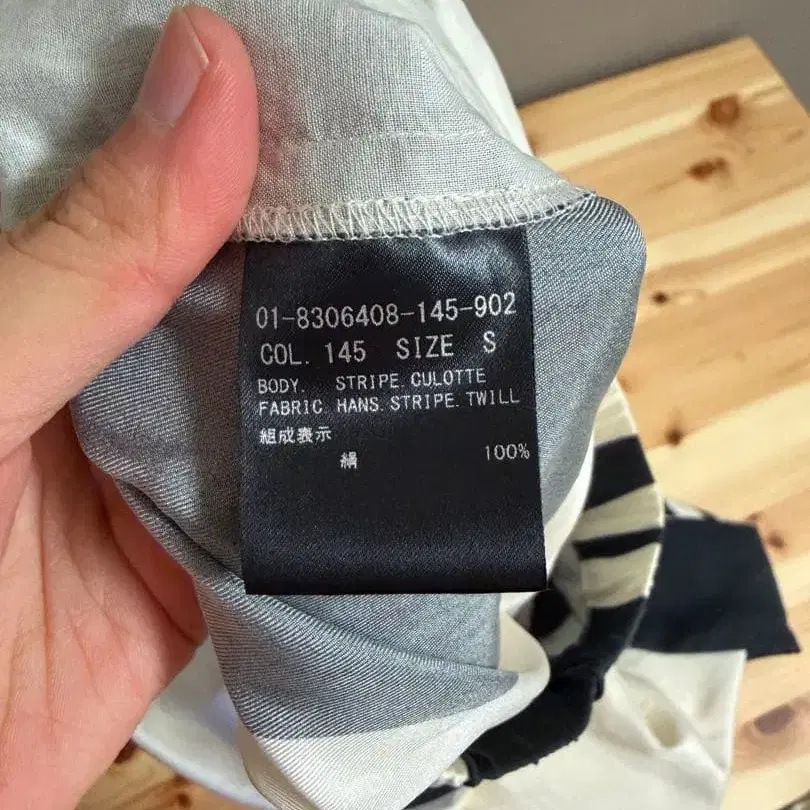 01-8306408-145-902
COL. 145 SIZE S
BODY. STRIPE. CULOTTE
FABRIC. HANS. STRIPE. TWILL
組成表示
絹 100%